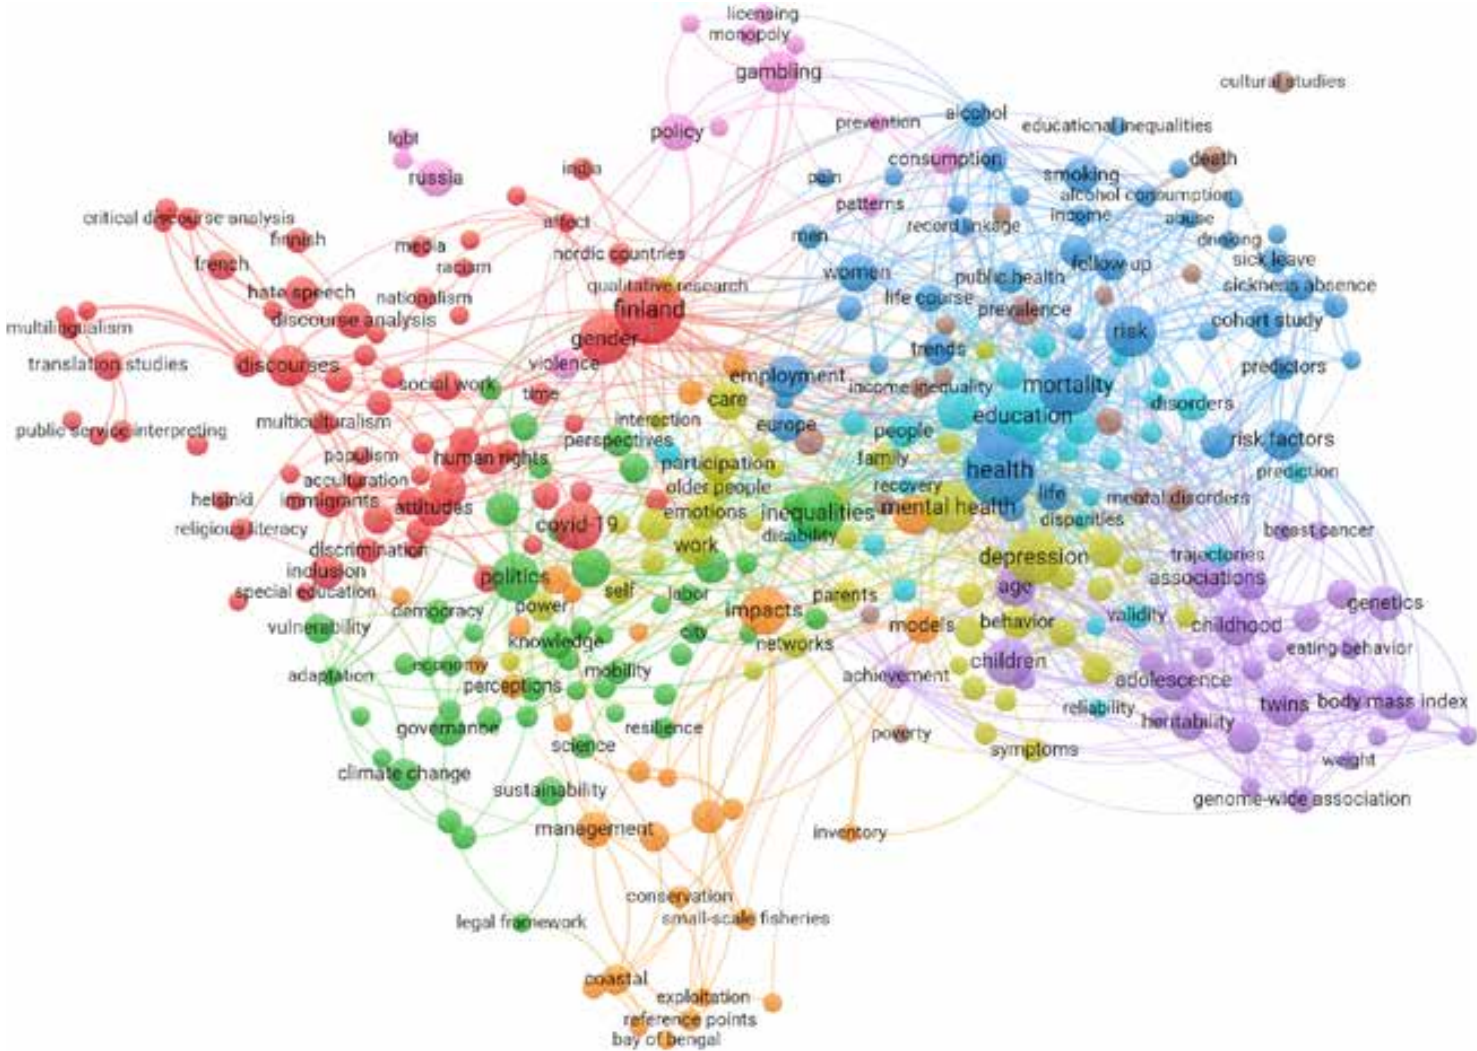 licensing
monopoly
gambling
cultural studies
alcohol
prevention
educational inequalities
policy
lgbt
consumption
death
india
russia
pain
smoking
alcohol consumption
patterns
income
abuse
critical discourse analysis
affect
record linkage
finnish
media
men
drinking
nordic countries
sick leave
french
racism
women
public health
follow-up
qualitative research
sickness absence
hate speech
nationalism
life course
finland
prevalence
discourse analysis
cohort study
multilingualism
gender
risk
trends
translation studies
discourses
violence
predictors
employment
social work
income inequality
mortality
time
care
disorders
education
multiculturalism
interaction
europe
people
public service interpreting
perspectives
risk factors
populism
human rights
participation
family
health
prediction
acculturation
older people
recovery
life
mental disorders
helsinki
immigrants
attitudes
emotions
inequalities
mental health
disparities
religious literacy
covid-19
disability
breast cancer
discrimination
work
depression
trajectories
inclusion
politics
associations
special education
self
labor
parents
age
democracy
power
impacts
validity
genetics
vulnerability
knowledge
city
models
behavior
childhood
networks
eating behavior
economy
mobility
children
adaptation
perceptions
achievement
adolescence
twins
body mass index
reliability
governance
resilience
heritability
science
poverty
symptoms
weight
climate change
sustainability
genome-wide association
management
inventory
conservation
legal framework
small-scale fisheries
coastal
exploitation
reference points
bay of bengal